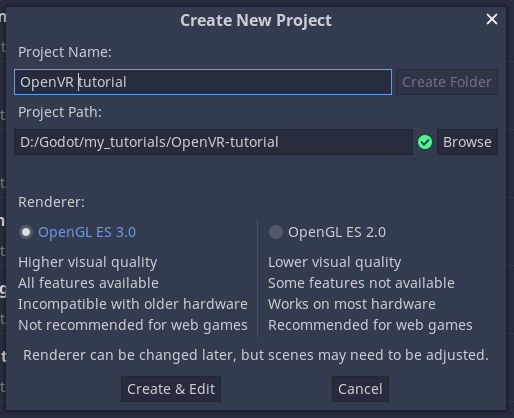 Create New Project
Project Name:
OpenVR tutorial
Create Folder
Project Path:
D:/Godot/my_tutorials/OpenVR-tutorial
Browse
Renderer:
OpenGL ES 3.0
Higher visual quality
All features available
Incompatible with older hardware
Not recommended for web games
OpenGL ES 2.0
Lower visual quality
Some features not available
Works on most hardware
Recommended for web games
Renderer can be changed later, but scenes may need to be adjusted.
Create & Edit
Cancel